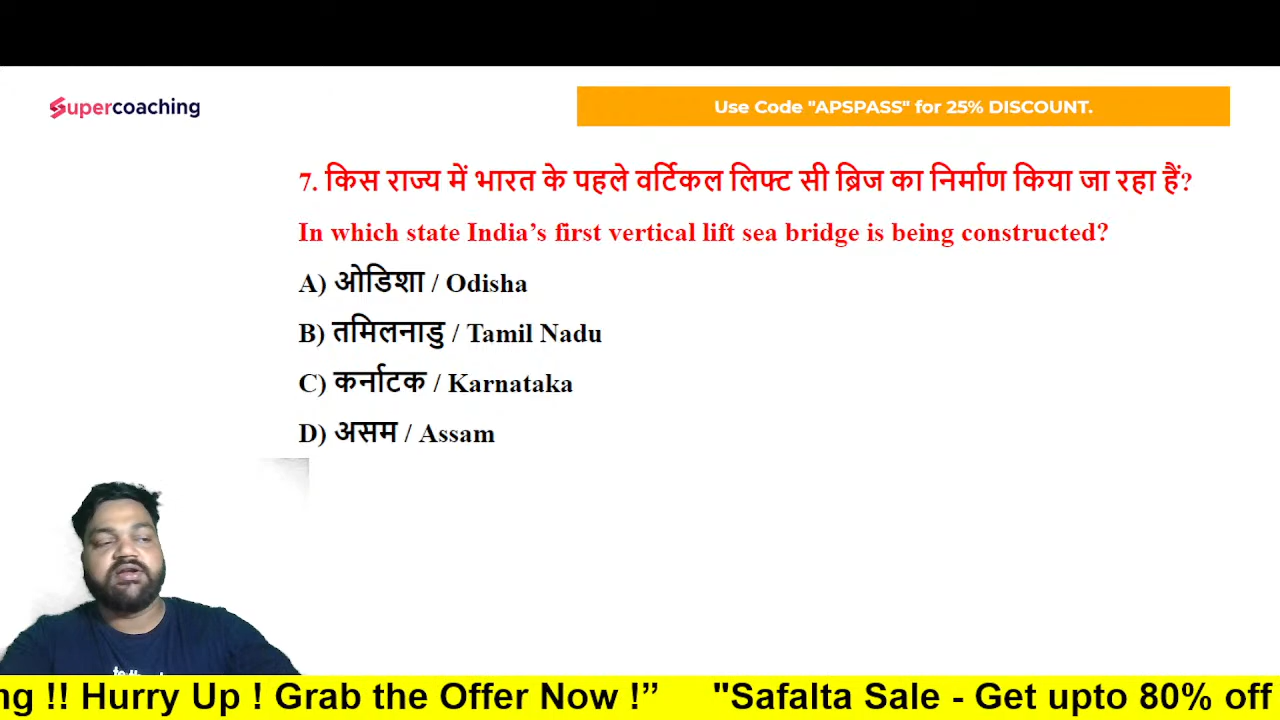 Supercoaching
Use Code "APSPASS" for 25% DISCOUNT.
7. किस राज्य में भारत के पहले वर्टिकल लिफ्ट सी ब्रिज का निर्माण किया जा रहा हैं?
In which state India’s first vertical lift sea bridge is being constructed?
A) ओडिशा / Odisha
B) तमिलनाडु / Tamil Nadu
C) कर्नाटक / Karnataka
D) असम / Assam
ng !! Hurry Up ! Grab the Offer Now !” "Safalta Sale - Get upto 80% off